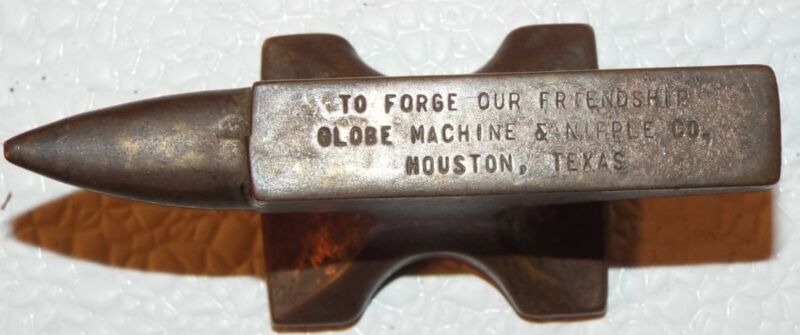 TO FORGE OUR FRIENDSHIP
GLOBE MACHINE & NIPPLE CO.
HOUSTON, TEXAS